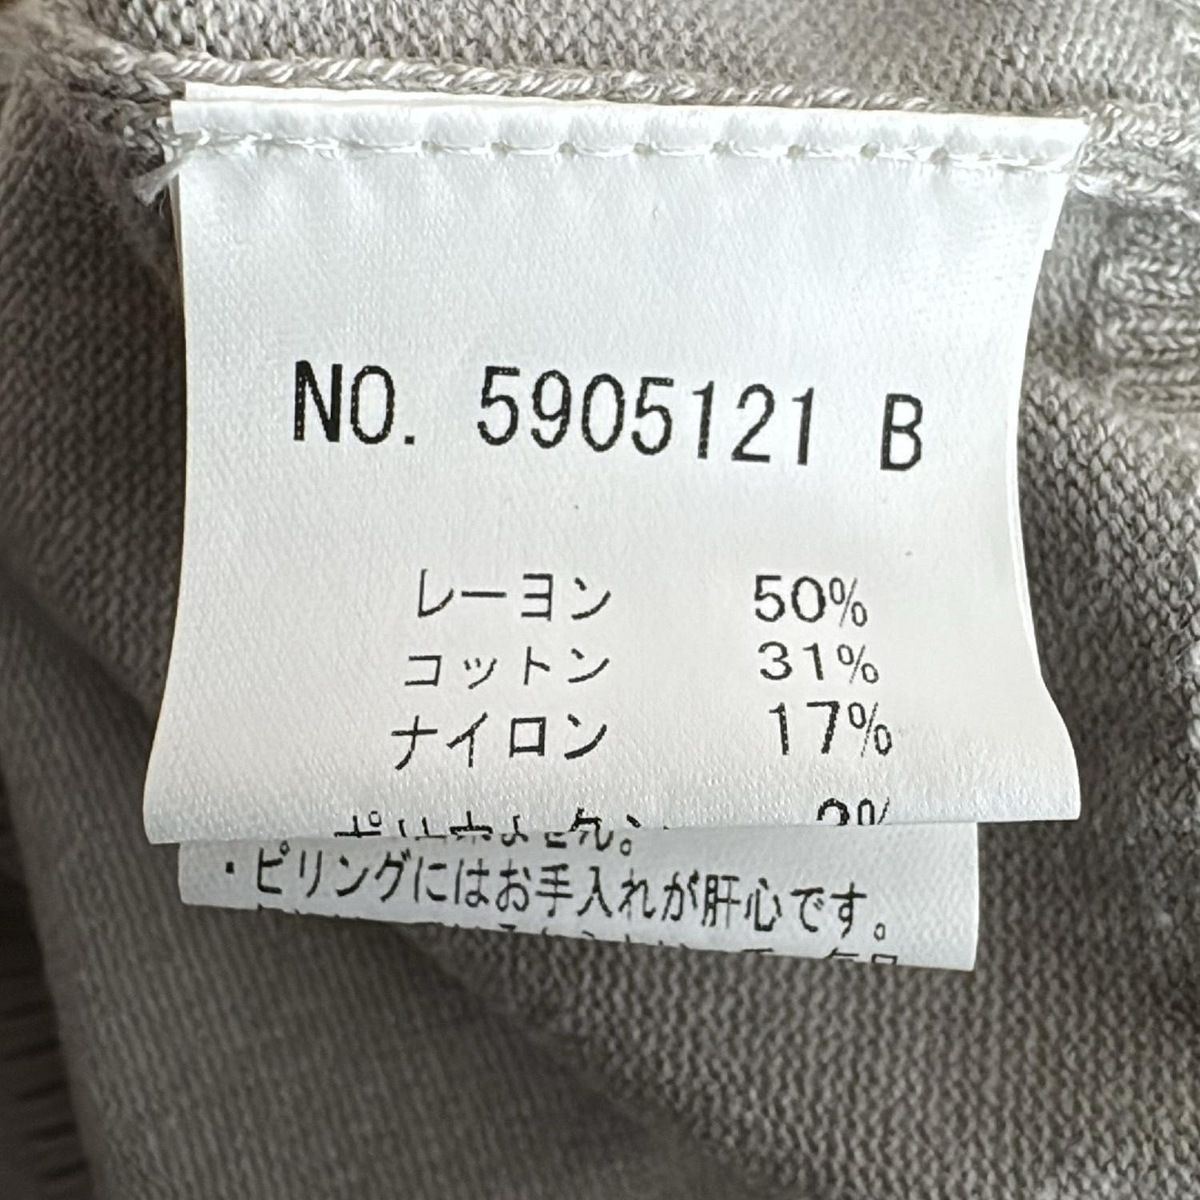 NO. 5905121 B
レーヨン 50%
コットン 31%
ナイロン 17%
・ピリングにはお手入れが肝心です。